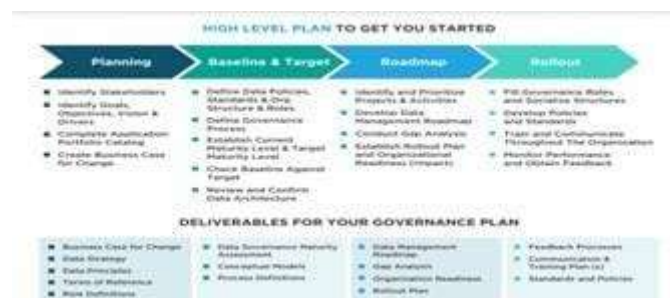 HIGH LEVEL PLAN TO GET YOU STARTED
Planning
Identify Stakeholders
Identify Goals,
Objectives, Vision &
Drivers
Complete Application
Portfolio Catalog
Create Business Case
for Change
Baseline & Target
Define Data Policies,
Standards & Org
Structure & Roles
Define Governance
Process
Establish Current
Maturity Level & Target
Maturity Level
Check Baseline Against
Target
Review and Confirm
Data Architecture
Roadmap
Identify and Prioritize
Projects & Activities
Develop Data
Management Roadmap
Conduct Gap Analysis
Establish Rollout Plan
and Organizational
Readiness (Impact)
Rollout
Fill Governance Roles
and Socialize Structures
Develop Policies
and Standards
Train and Communicate
Throughout The Organization
Monitor Performance
and Obtain Feedback
DELIVERABLES FOR YOUR GOVERNANCE PLAN
Business Case for Change
Data Strategy
Data Principles
Terms of Reference
Role Definitions
Data Governance Maturity
Assessment
Conceptual Models
Process Definitions
Data Management
Roadmap
Gap Analysis
Organization Readiness
Rollout Plan
Feedback Processes
Communication &
Training Plan(s)
Standards and Policies